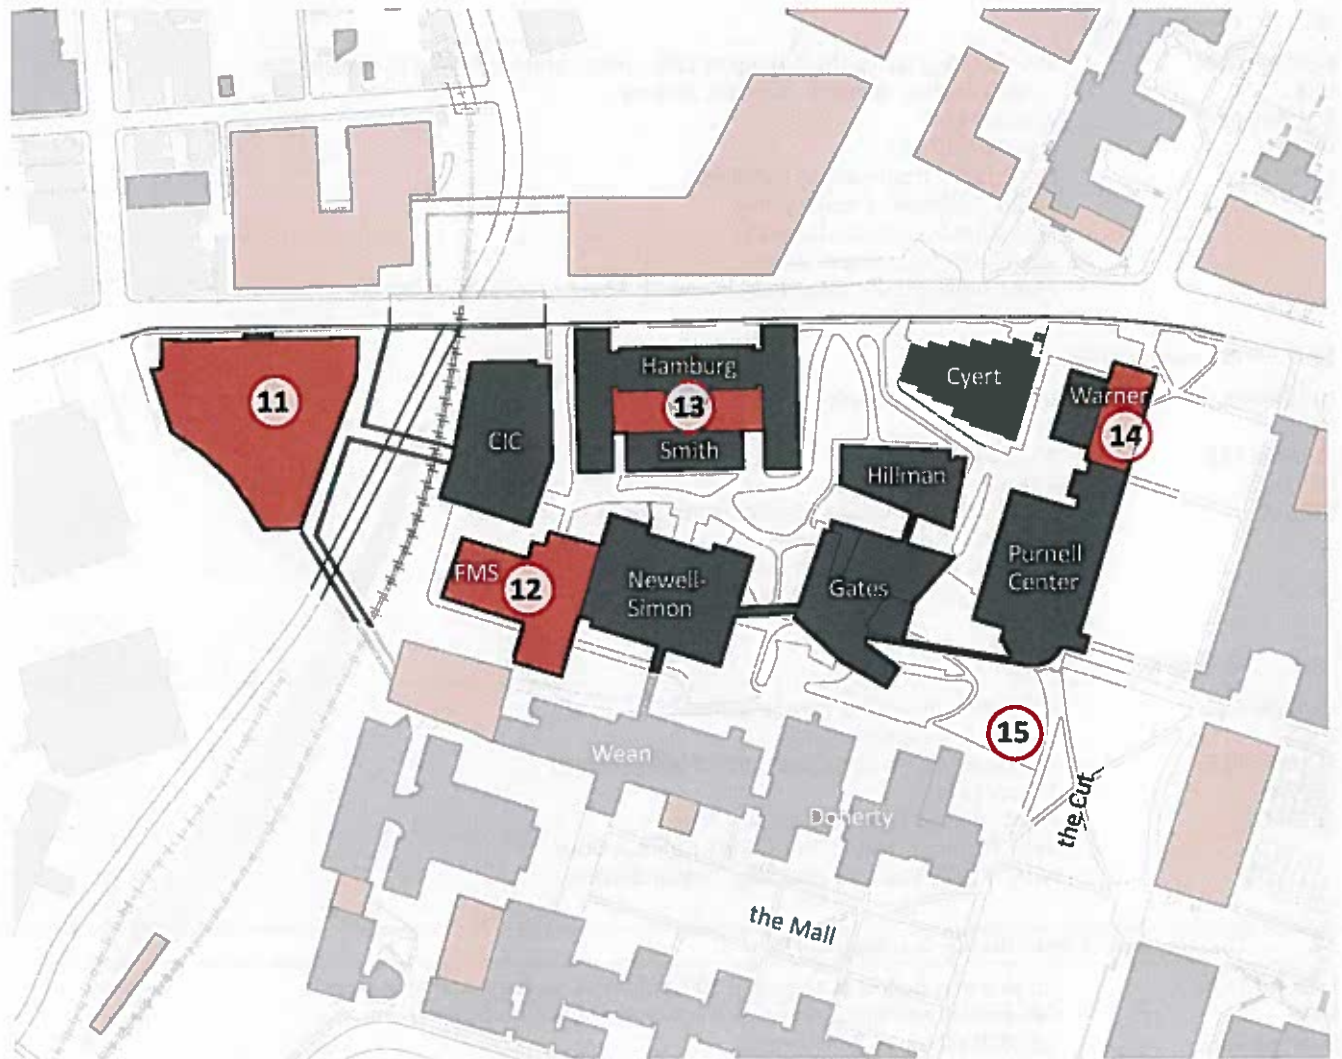 Hamburg
Cyert
Warner
11
13
14
CIC
Smith
Hillman
Purnell
Center
FMS
12
Newell-
Simon
Gates
15
Wean
the Cut
Doherty
the Mall